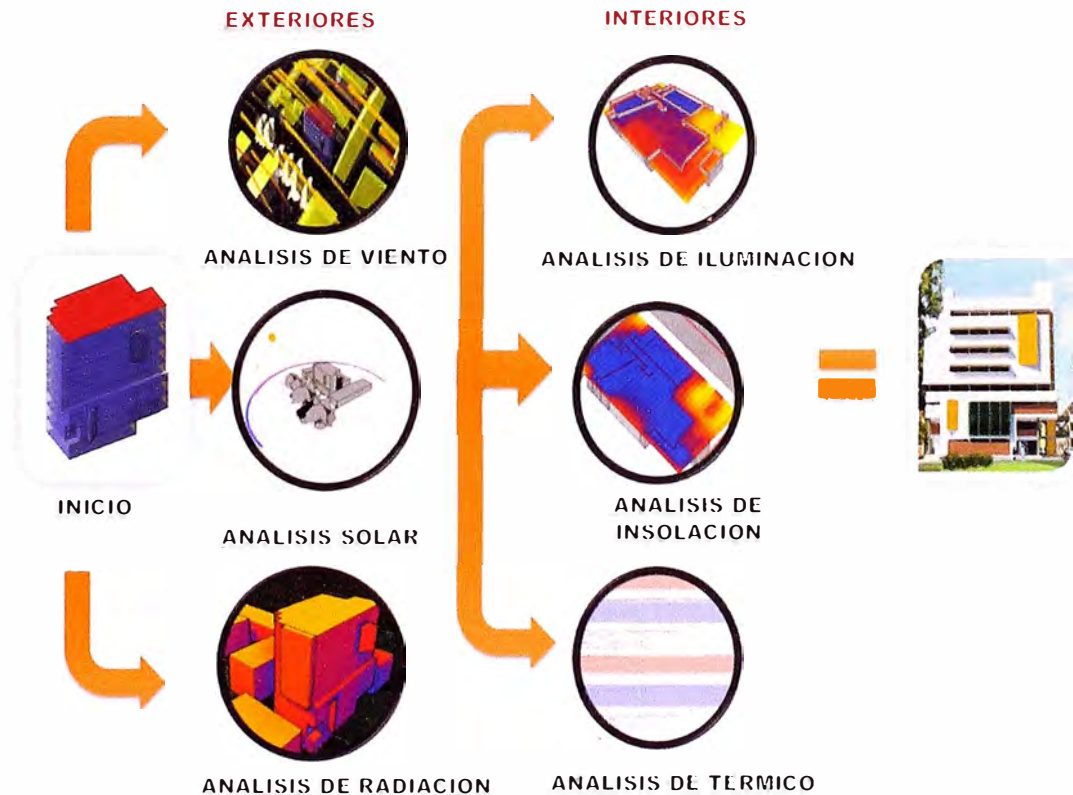 EXTERIORES
INTERIORES
ANALISIS DE VIENTO
ANALISIS DE ILUMINACION
INICIO
ANALISIS SOLAR
ANALISIS DE
INSOLACION
ANALISIS DE RADIACION
ANALISIS DE TERMICO